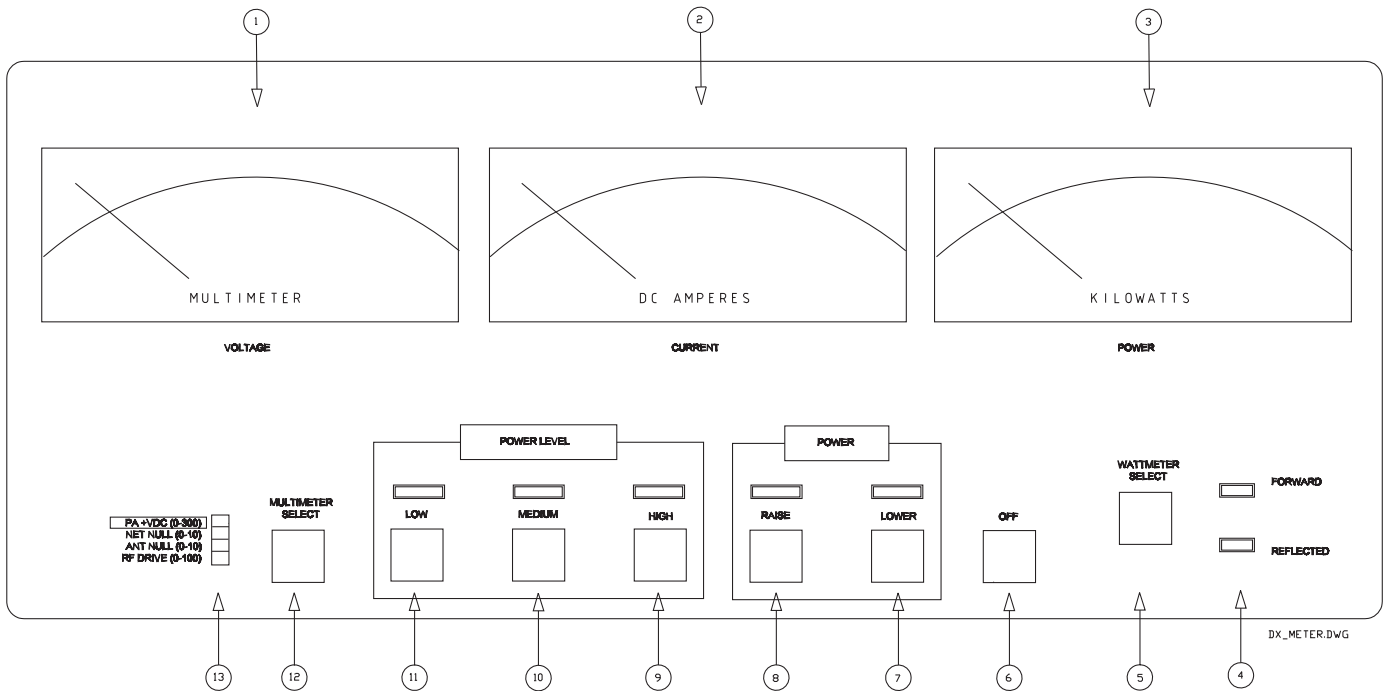 1
2
3
MULTIMETER
DC AMPERES
KILOWATTS
VOLTAGE
CURRENT
POWER
POWER LEVEL
POWER
WATTMETER
SELECT
FORWARD
MULTIMETER
SELECT
LOW
MEDIUM
HIGH
RAISE
LOWER
OFF
PA +VDC (0-300)
NET NULL (0-10)
ANT NULL (0-10)
RF DRIVE (0-100)
REFLECTED
DX_METER.DWG
13
12
11
10
9
8
7
6
5
4